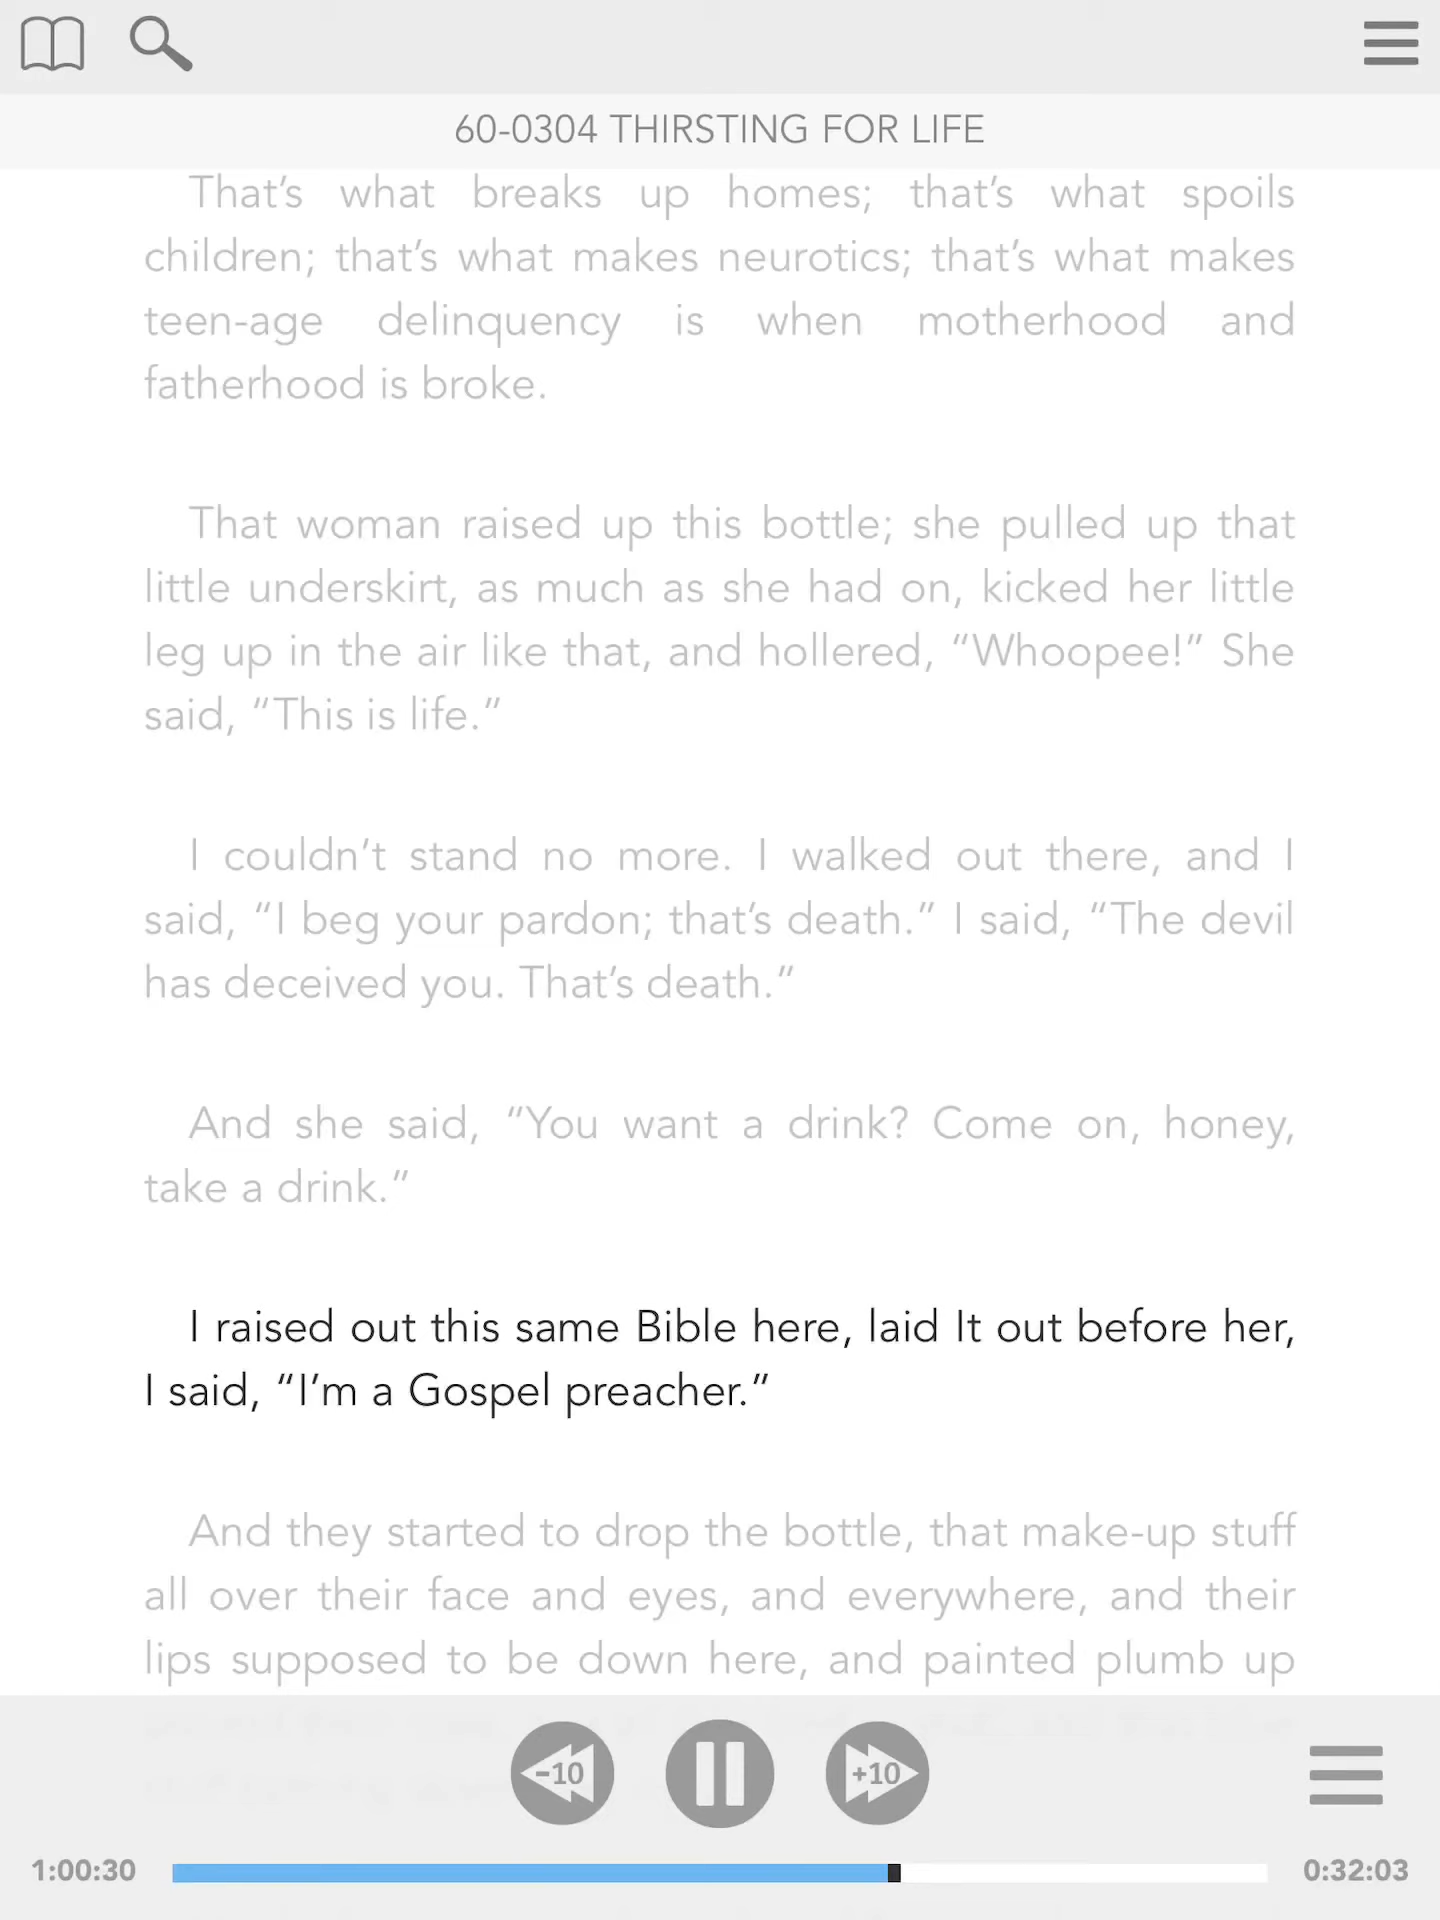 60-0304 THIRSTING FOR LIFE
That’s what breaks up homes; that’s what spoils
children; that’s what makes neurotics; that’s what makes
teen-age delinquency is when motherhood and
fatherhood is broke.
That woman raised up this bottle; she pulled up that
little underskirt, as much as she had on, kicked her little
leg up in the air like that, and hollered, “Whoopee!” She
said, “This is life.”
I couldn’t stand no more. I walked out there, and I
said, “I beg your pardon; that’s death.” I said, “The devil
has deceived you. That’s death.”
And she said, “You want a drink? Come on, honey,
take a drink.”
I raised out this same Bible here, laid It out before her,
I said, “I’m a Gospel preacher.”
And they started to drop the bottle, that make-up stuff
all over their face and eyes, and everywhere, and their
lips supposed to be down here, and painted plumb up
-10 +10
1:00:30 0:32:03